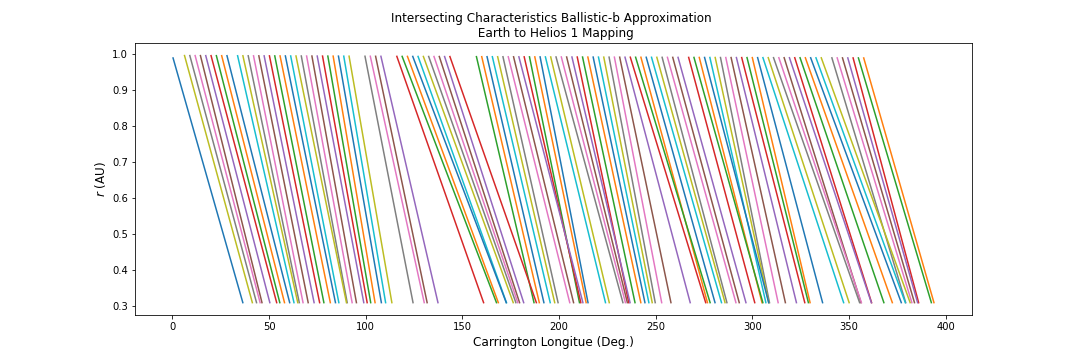 Intersecting Characteristics Ballistic-b Approximation
Earth to Helios 1 Mapping
1.0
0.9
0.8
0.7
0.6
0.5
0.4
0.3
r (AU)
0 50 100 150 200 250 300 350 400
Carrington Longitue (Deg.)